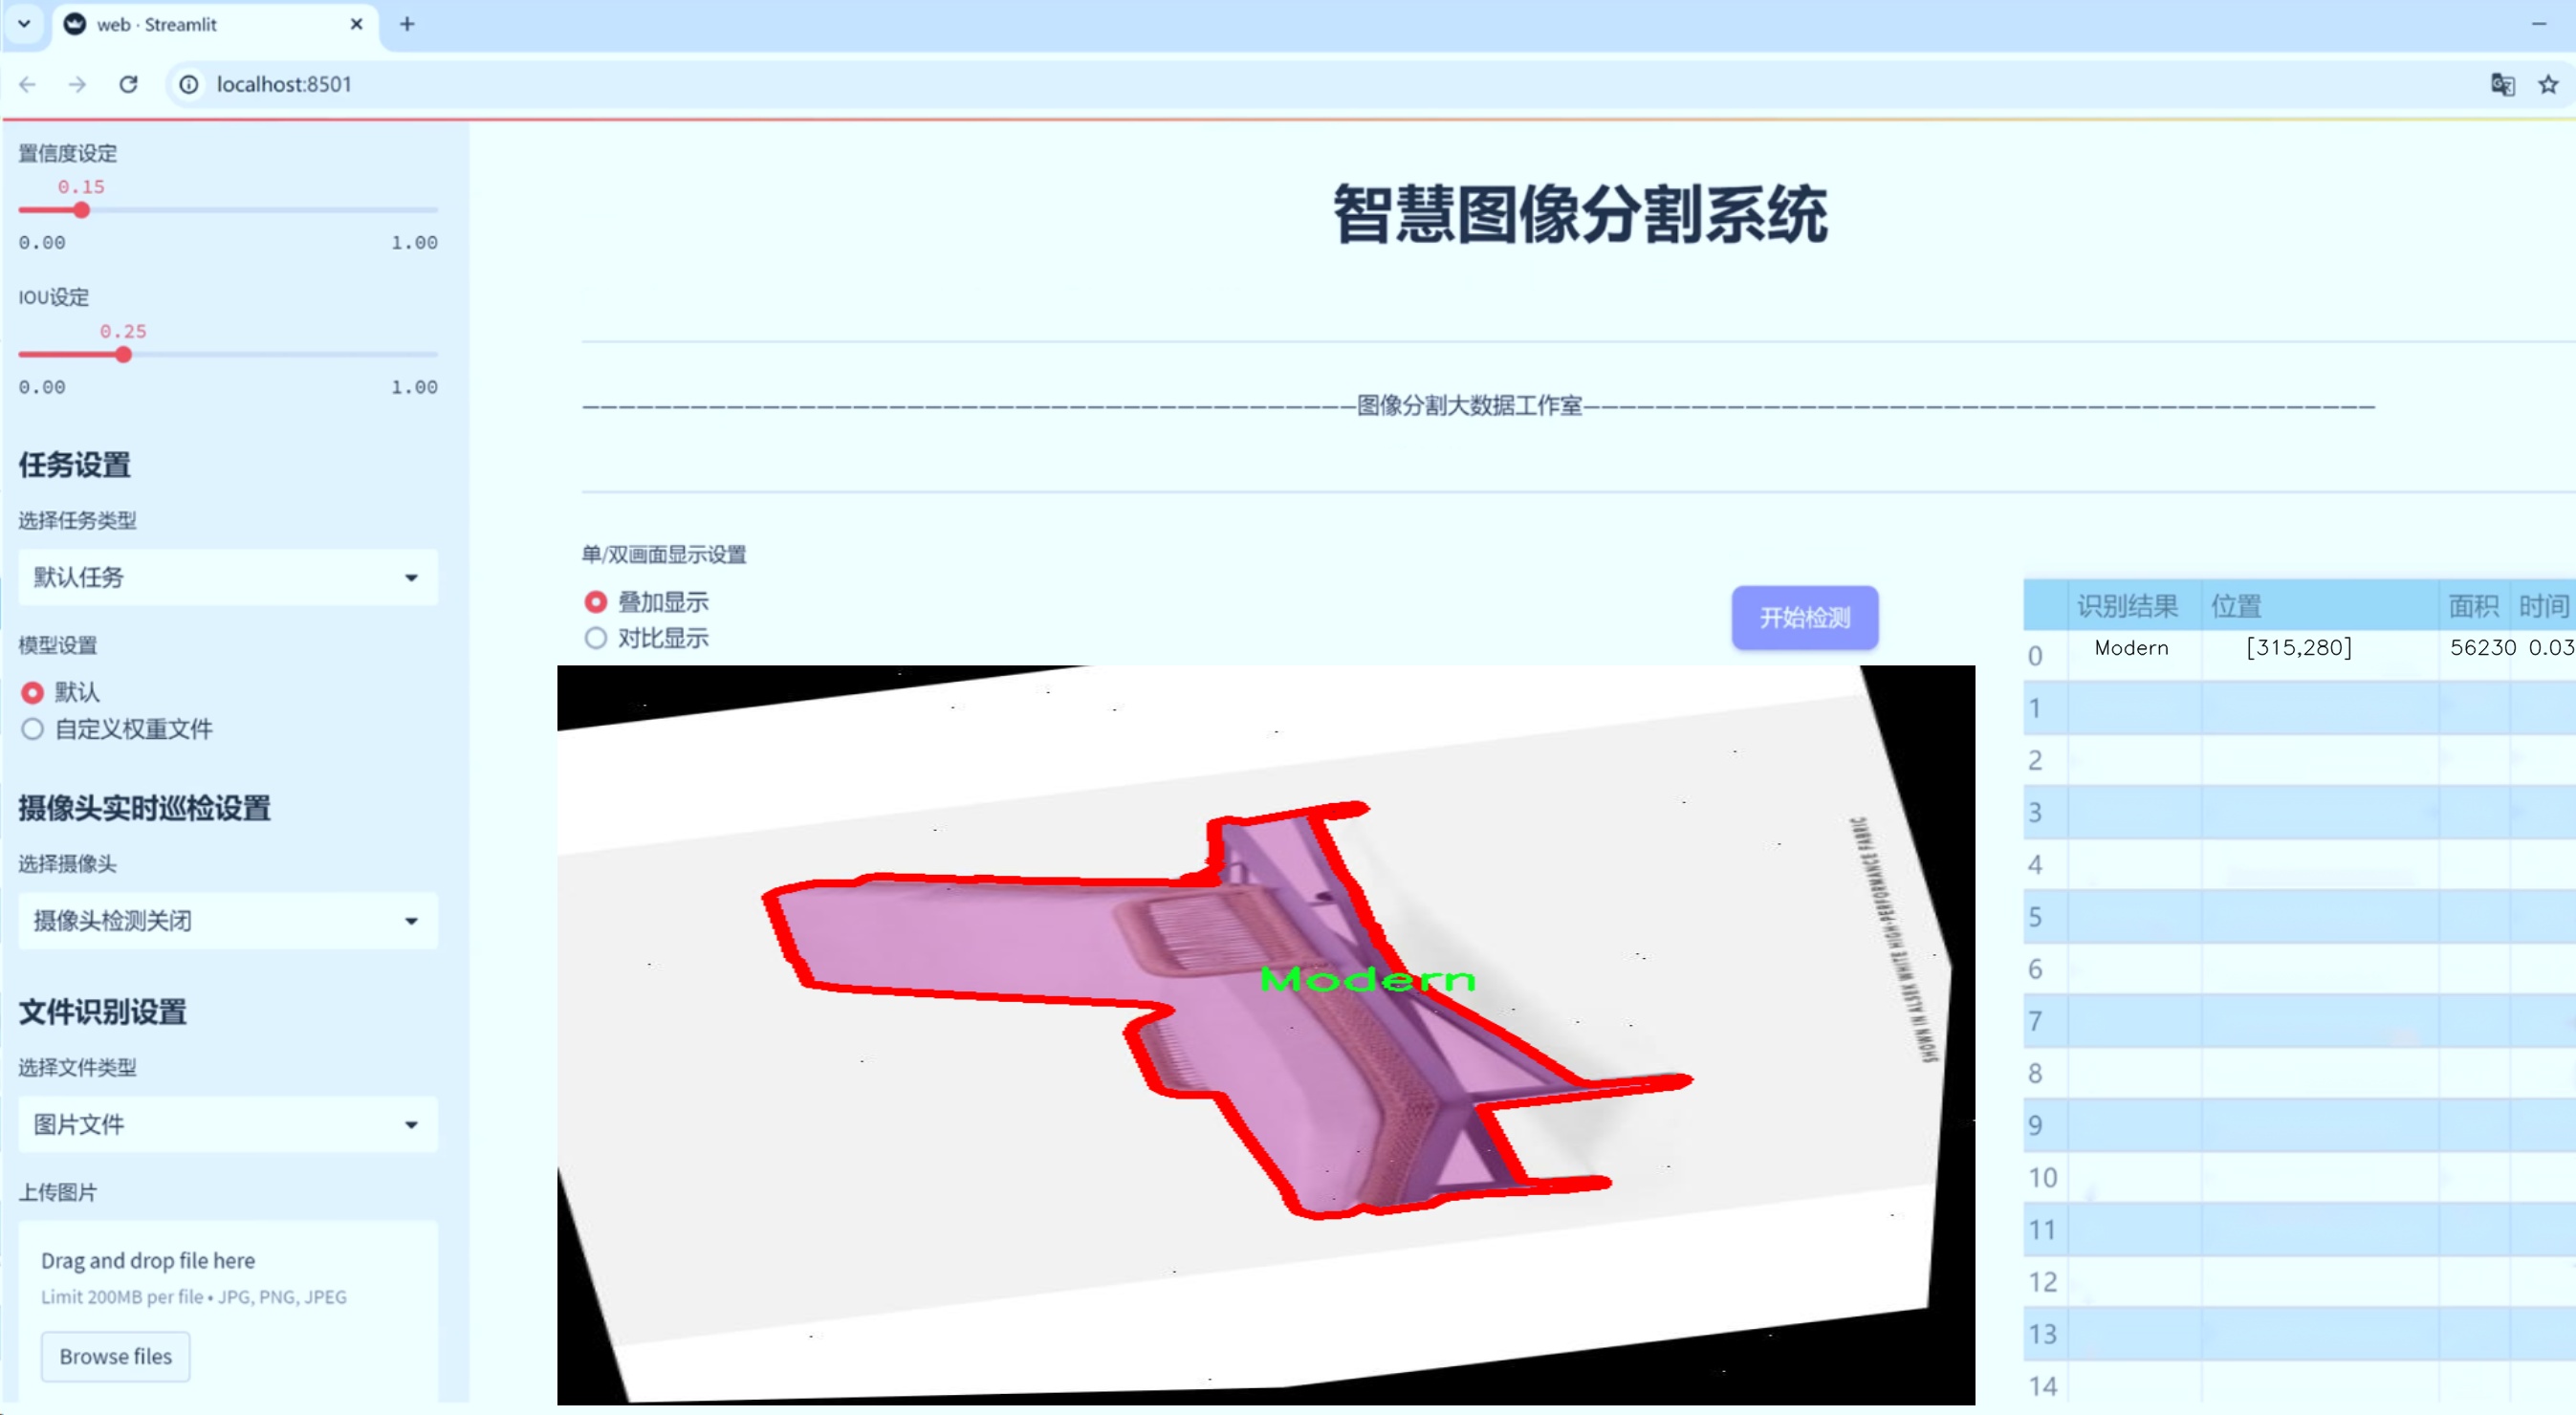 web · Streamlit
localhost:8501
置信度设定
0.15
0.00 1.00
IOU设定
0.25
0.00 1.00
任务设置
选择任务类型
默认任务
模型设置
默认
自定义权重文件
摄像头实时巡检设置
选择摄像头
摄像头检测关闭
文件识别设置
选择文件类型
图片文件
上传图片
Drag and drop file here
Limit 200MB per file • JPG, PNG, JPEG
Browse files
智慧图像分割系统
图像分割大数据工作室
单/双画面显示设置
叠加显示
对比显示
开始检测
Modern
SHOWN IN ALSEK WHITE HIGH-PERFORMANCE FABRIC
识别结果 位置 面积 时间
0 Modern [315,280] 56230 0.03
1
2
3
4
5
6
7
8
9
10
11
12
13
14